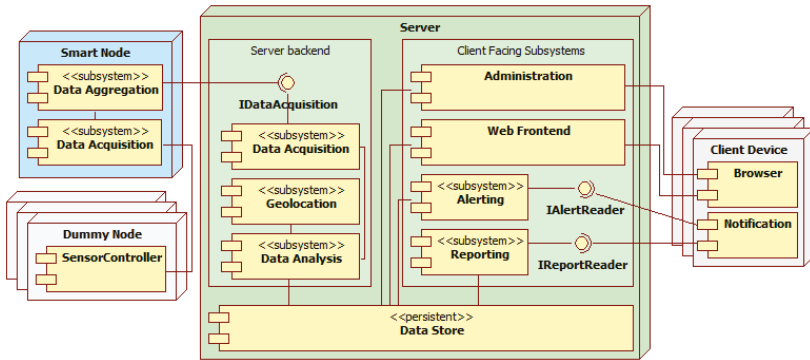 Server
Smart Node
<<subsystem>>
Data Aggregation
<<subsystem>>
Data Acquisition
Dummy Node
SensorController
Server backend
IDataAcquisition
<<subsystem>>
Data Acquisition
<<subsystem>>
Geolocation
<<subsystem>>
Data Analysis
Client Facing Subsystems
Administration
Web Frontend
<<subsystem>>
Alerting
IAlertReader
<<subsystem>>
Reporting
IReportReader
<<persistent>>
Data Store
Client Device
Browser
Notification